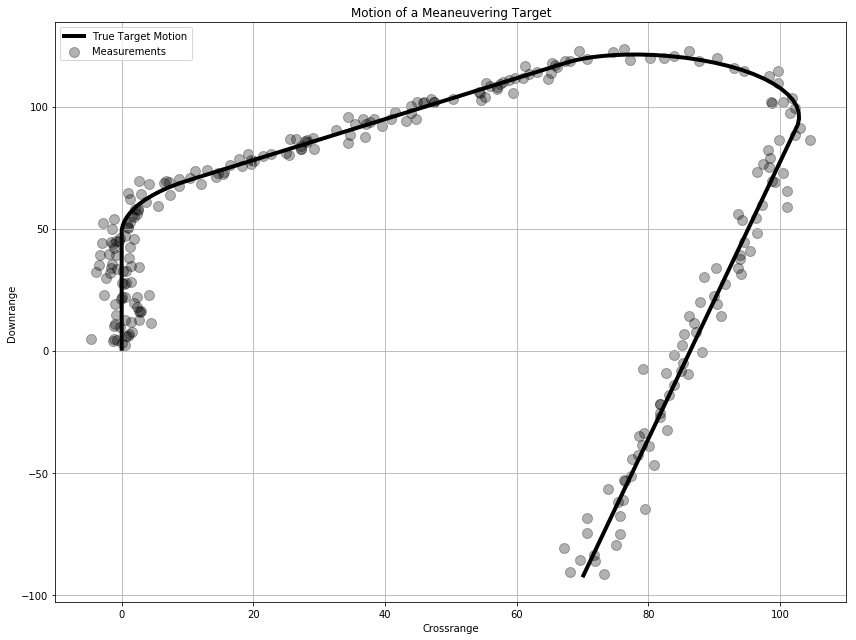 Motion of a Meaneuvering Target
True Target Motion
Measurements
100
50
0
−50
−100
Downrange
0
20
40
60
80
100
Crossrange